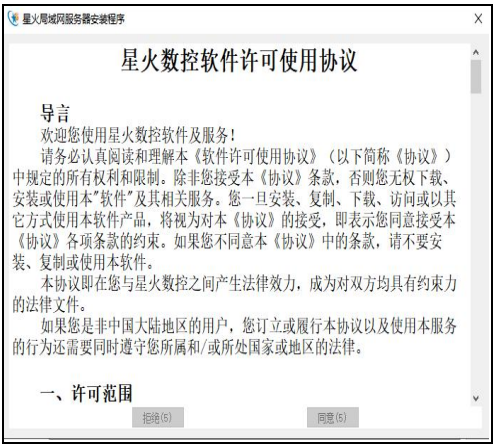 星火局域网服务器安装程序
星火数控软件许可使用协议
导言
欢迎您使用星火数控软件及服务！
请务必认真阅读和理解本《软件许可使用协议》（以下简称《协议》）
中规定的所有权利和限制。除非您接受本《协议》条款，否则您无权下载、
安装或使用本"软件"及其相关服务。您一旦安装、复制、下载、访问或以其
它方式使用本软件产品，将视为对本《协议》的接受，即表示您同意接受本
《协议》各项条款的约束。如果您不同意本《协议》中的条款，请不要安
装、复制或使用本软件。
本协议即在您与星火数控之间产生法律效力，成为对双方均具有约束力
的法律文件。
如果您是非中国大陆地区的用户，您订立或履行本协议以及使用本服务
的行为还需要同时遵守您所属和/或所处国家或地区的法律。
一、许可范围
拒绝(5)
同意(5)